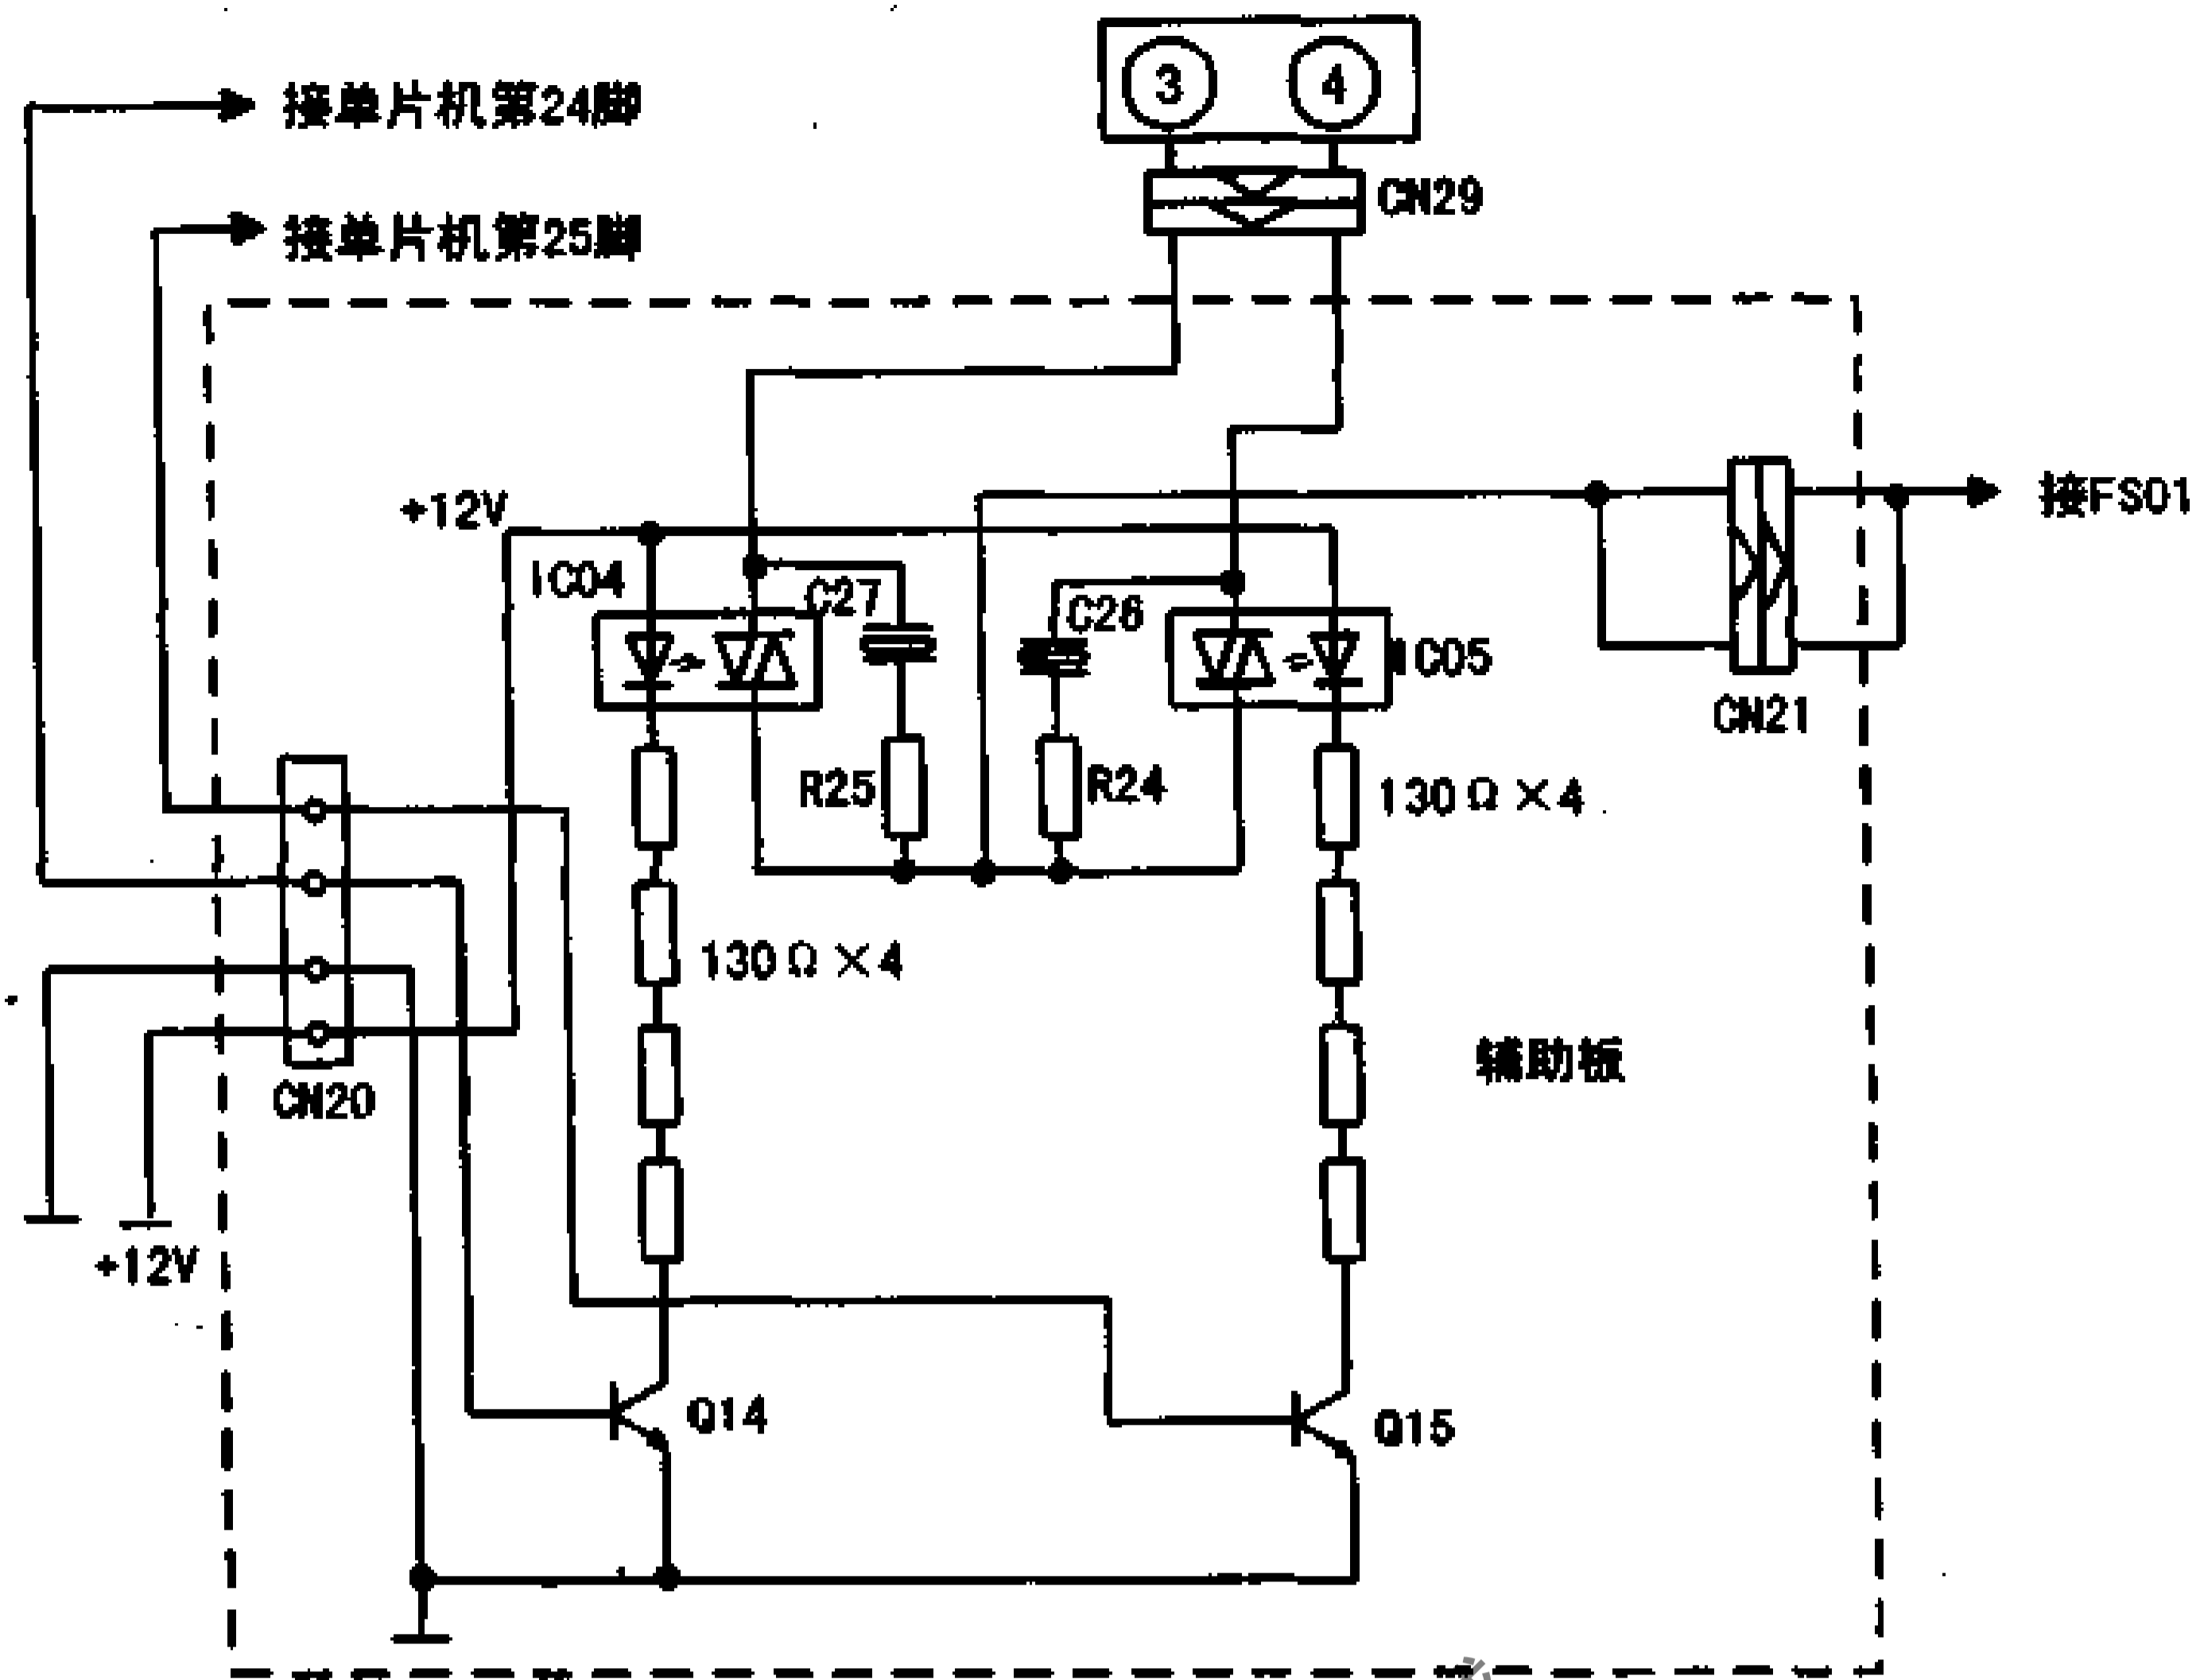 ③ ④
接单片机第24脚
CN29
接单片机第25脚
+12V
接FS01
IC04
C27
C26
IC05
CN21
R25
R24
130Ω×4
130Ω×4
辅助板
CN20
+12V
Q14
Q15